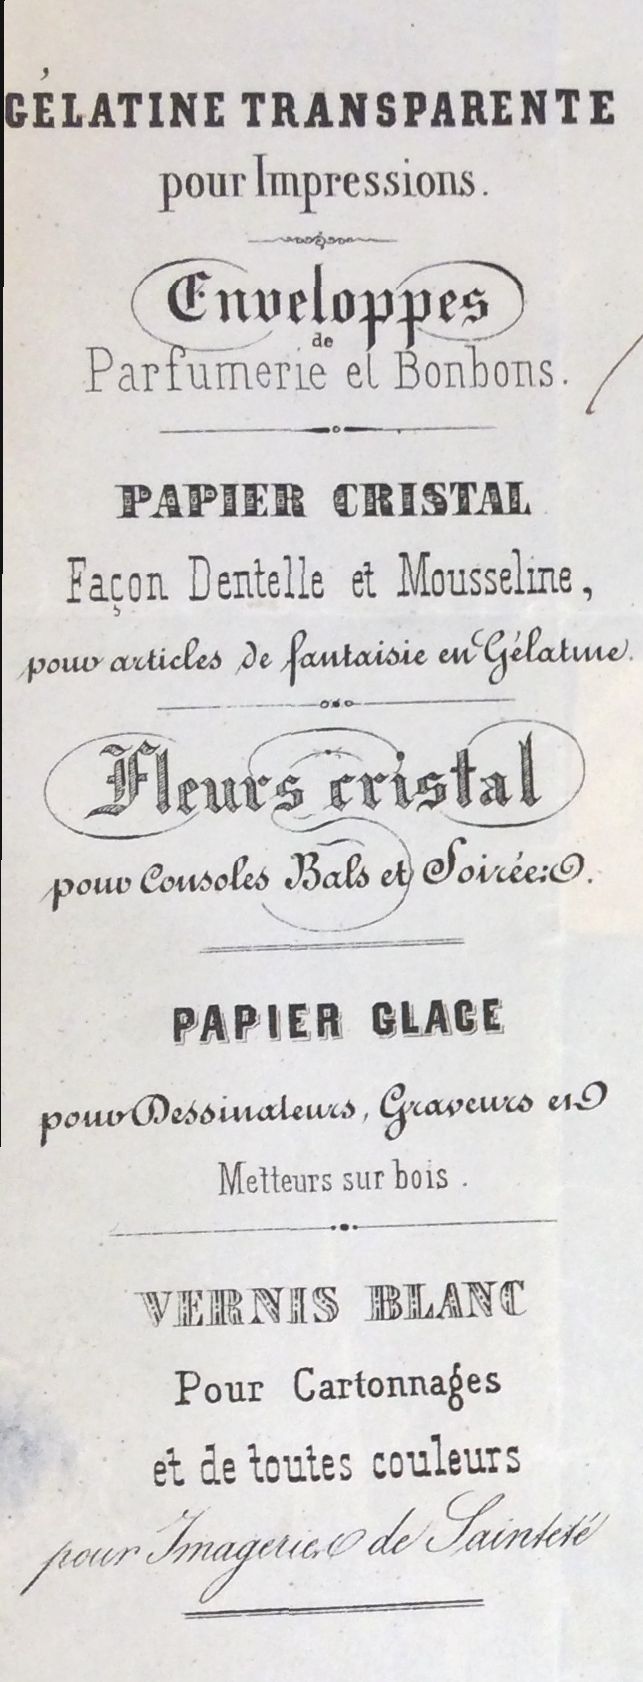 GÉLATINE TRANSPARENTE
pour Impressions.
Enveloppes
de
Parfumerie et Bonbons.
PAPIER CRISTAL
Façon Dentelle et Mousseline,
pour articles de fantaisie en Gélatine.
Fleurs cristal
pour Consoles Bals et Soirées.
PAPIER GLACE
pour Dessinateurs, Graveurs et
Metteurs sur bois.
VERNIS BLANC
Pour Cartonnages
et de toutes couleurs
pour Imageries de Sainteté